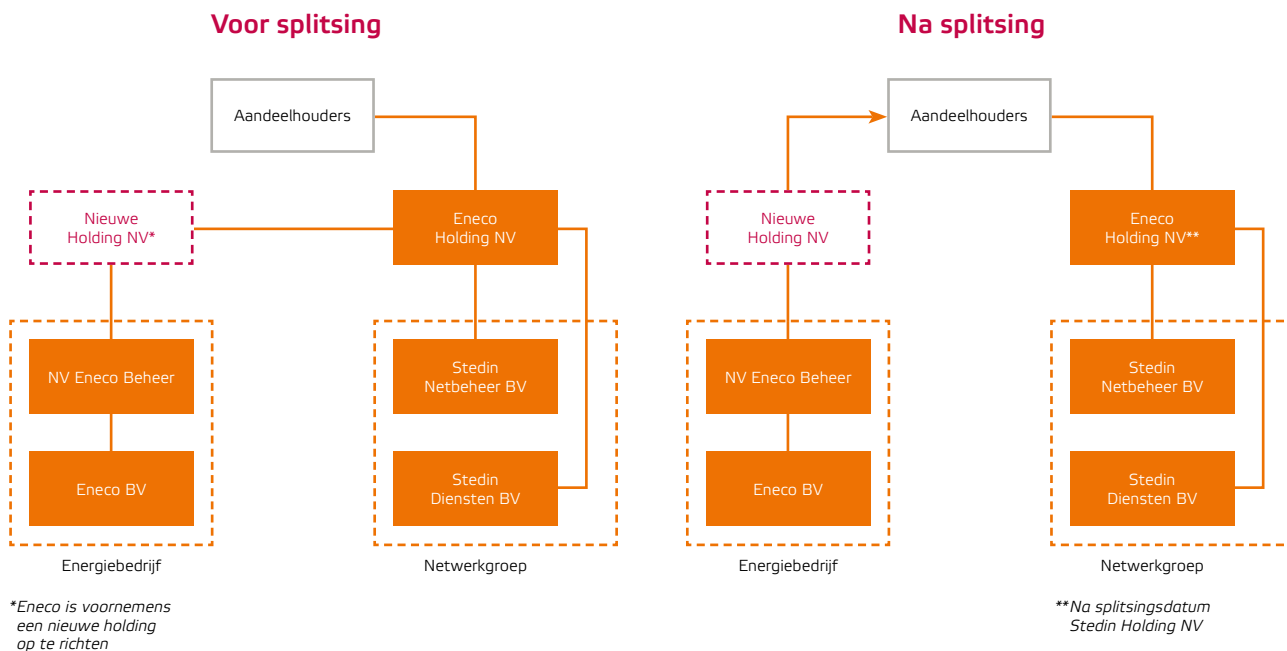 Voor splitsing
Aandeelhouders
Nieuwe
Holding NV*
Eneco
Holding NV
NV Eneco Beheer
Eneco BV
Stedin
Netbeheer BV
Stedin
Diensten BV
Energiebedrijf
Netwerkgroep
*Eneco is voornemens
een nieuwe holding
op te richten
Na splitsing
Aandeelhouders
Nieuwe
Holding NV
Eneco
Holding NV**
NV Eneco Beheer
Eneco BV
Stedin
Netbeheer BV
Stedin
Diensten BV
Energiebedrijf
Netwerkgroep
**Na splitsingsdatum
Stedin Holding NV